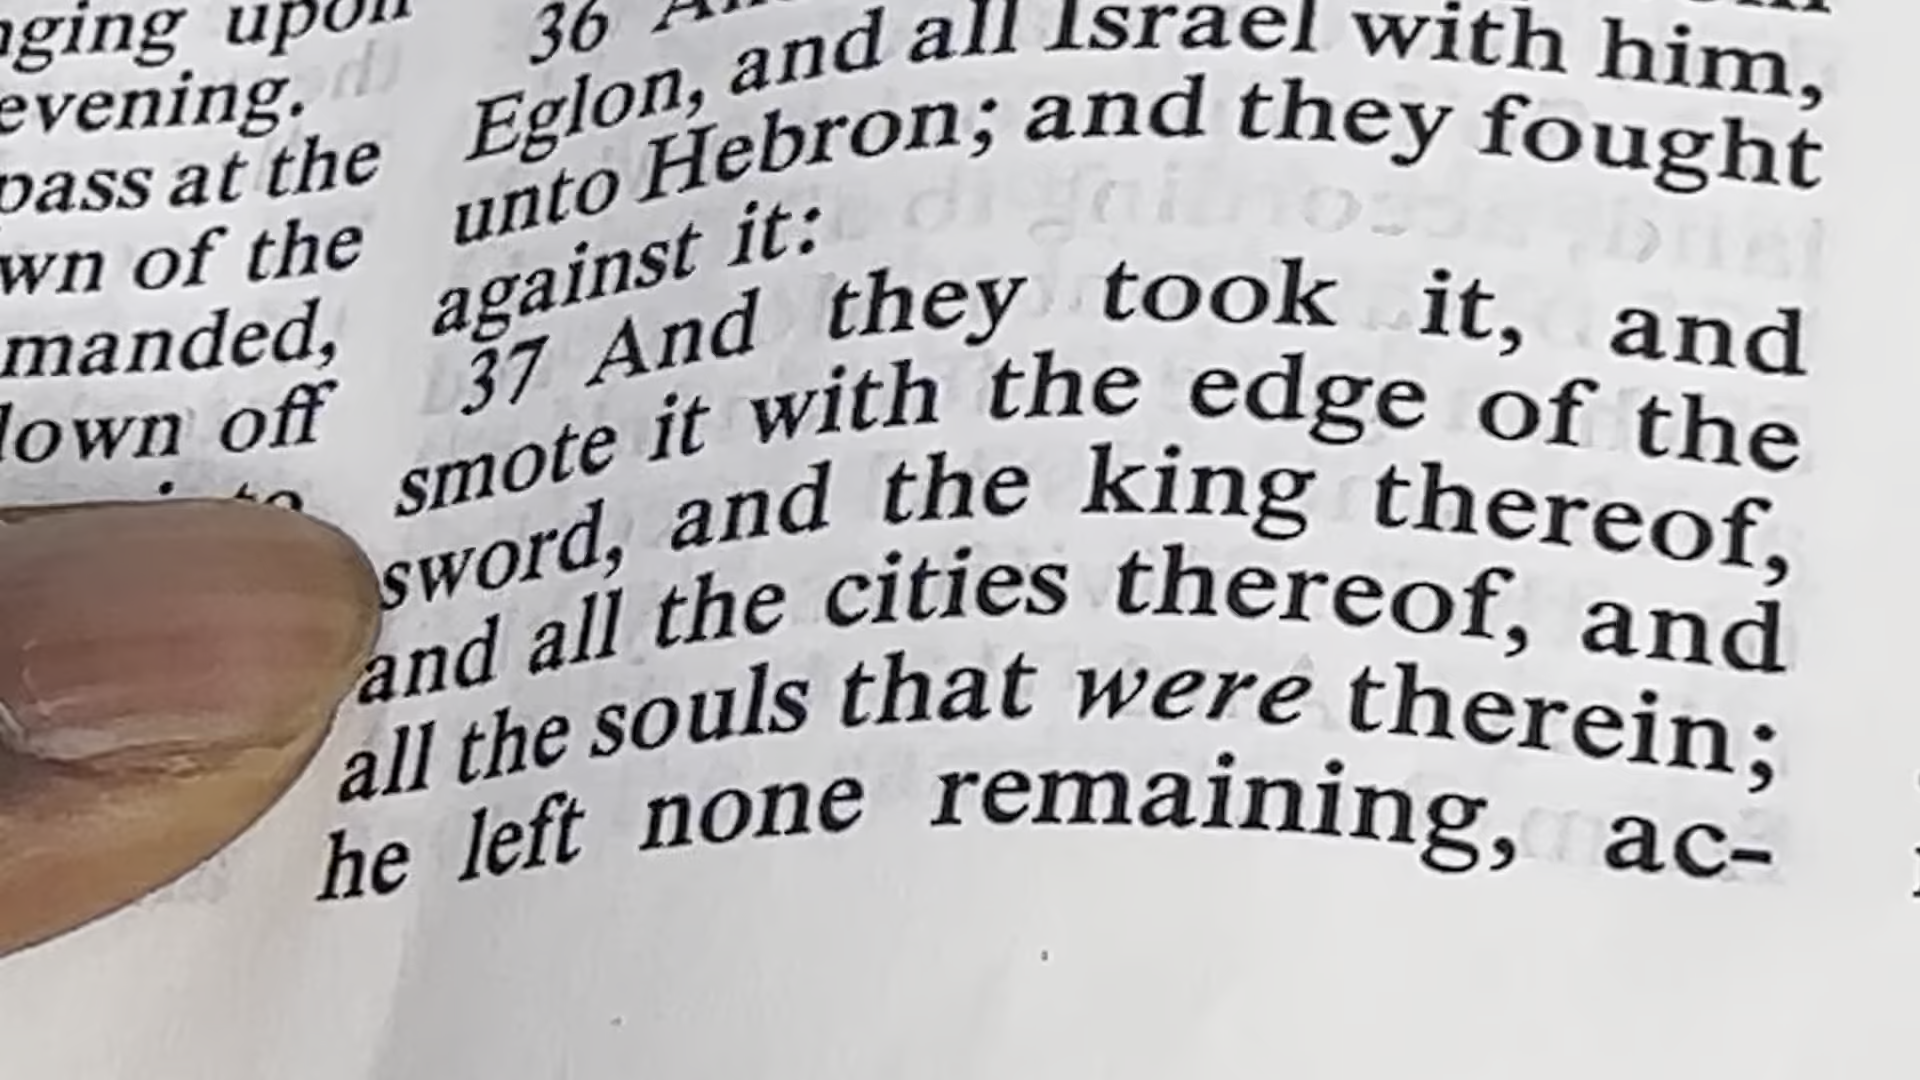 nging upon
evening.
pass at the
wn of the
manded,
down off
to
36
Eglon, and all Israel with him,
unto Hebron; and they fought
against it:
37 And they took it, and
smote it with the edge of the
sword, and the king thereof,
and all the cities thereof, and
all the souls that were therein;
he left none remaining, ac-